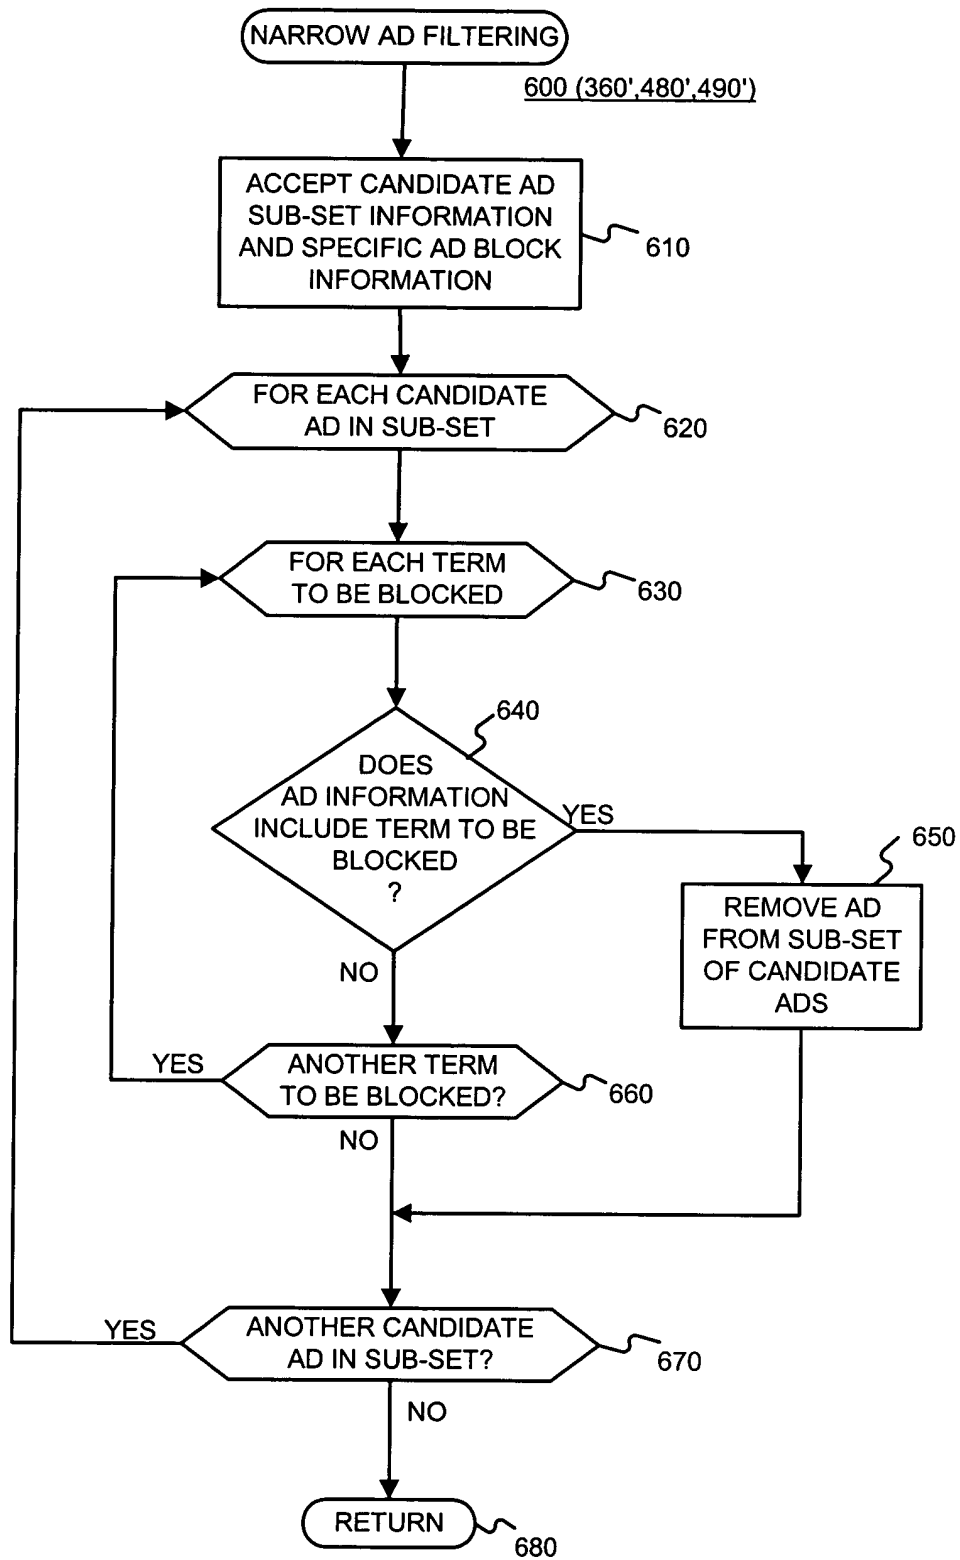 NARROW AD FILTERING
600 (360',480',490')
ACCEPT CANDIDATE AD
SUB-SET INFORMATION
AND SPECIFIC AD BLOCK
INFORMATION
610
FOR EACH CANDIDATE
AD IN SUB-SET
620
FOR EACH TERM
TO BE BLOCKED
630
640
DOES
AD INFORMATION
INCLUDE TERM TO BE
BLOCKED
?
YES
650
REMOVE AD
FROM SUB-SET
OF CANDIDATE
ADS
NO
YES
ANOTHER TERM
TO BE BLOCKED?
660
NO
YES
ANOTHER CANDIDATE
AD IN SUB-SET?
670
NO
RETURN
680